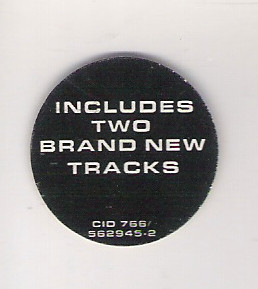 INCLUDES
TWO
BRAND NEW
TRACKS
CID 766/
562945-2